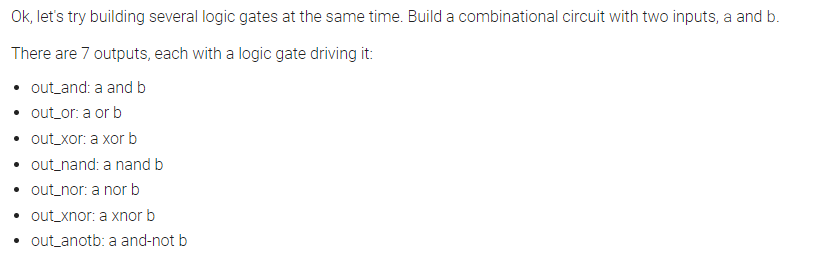 Ok, let's try building several logic gates at the same time. Build a combinational circuit with two inputs, a and b.
There are 7 outputs, each with a logic gate driving it:
• out_and: a and b
• out_or: a or b
• out_xor: a xor b
• out_nand: a nand b
• out_nor: a nor b
• out_xnor: a xnor b
• out_anotb: a and-not b